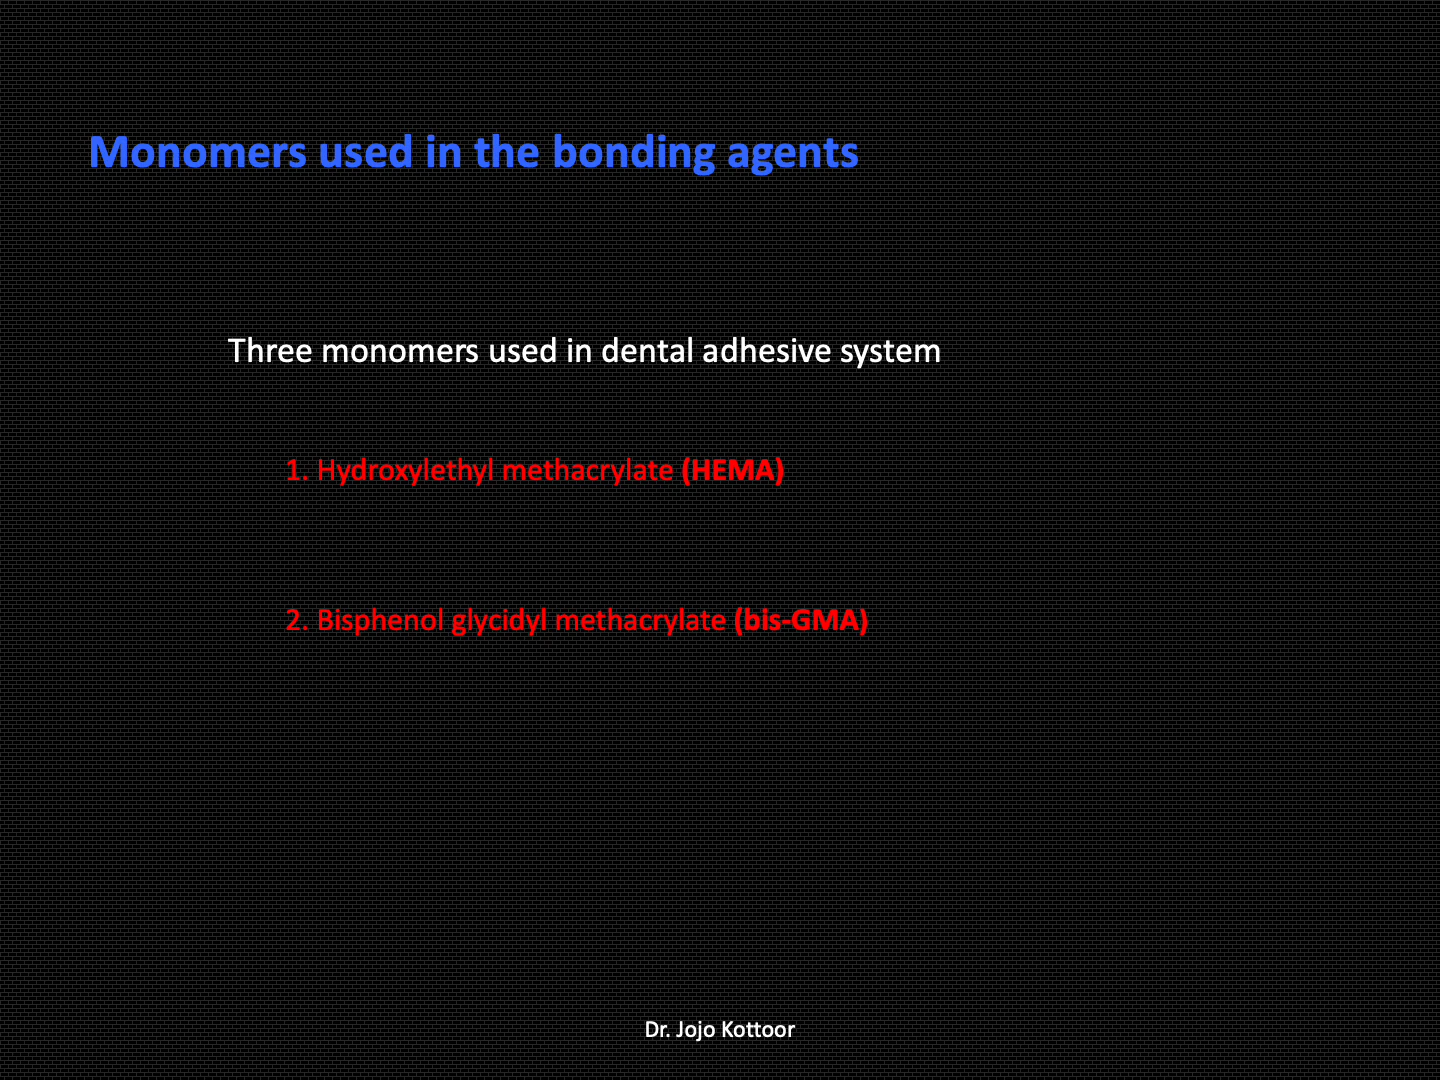 Monomers used in the bonding agents
Three monomers used in dental adhesive system
1. Hydroxylethyl methacrylate (HEMA)
2. Bisphenol glycidyl methacrylate (bis-GMA)
Dr. Jojo Kottoor